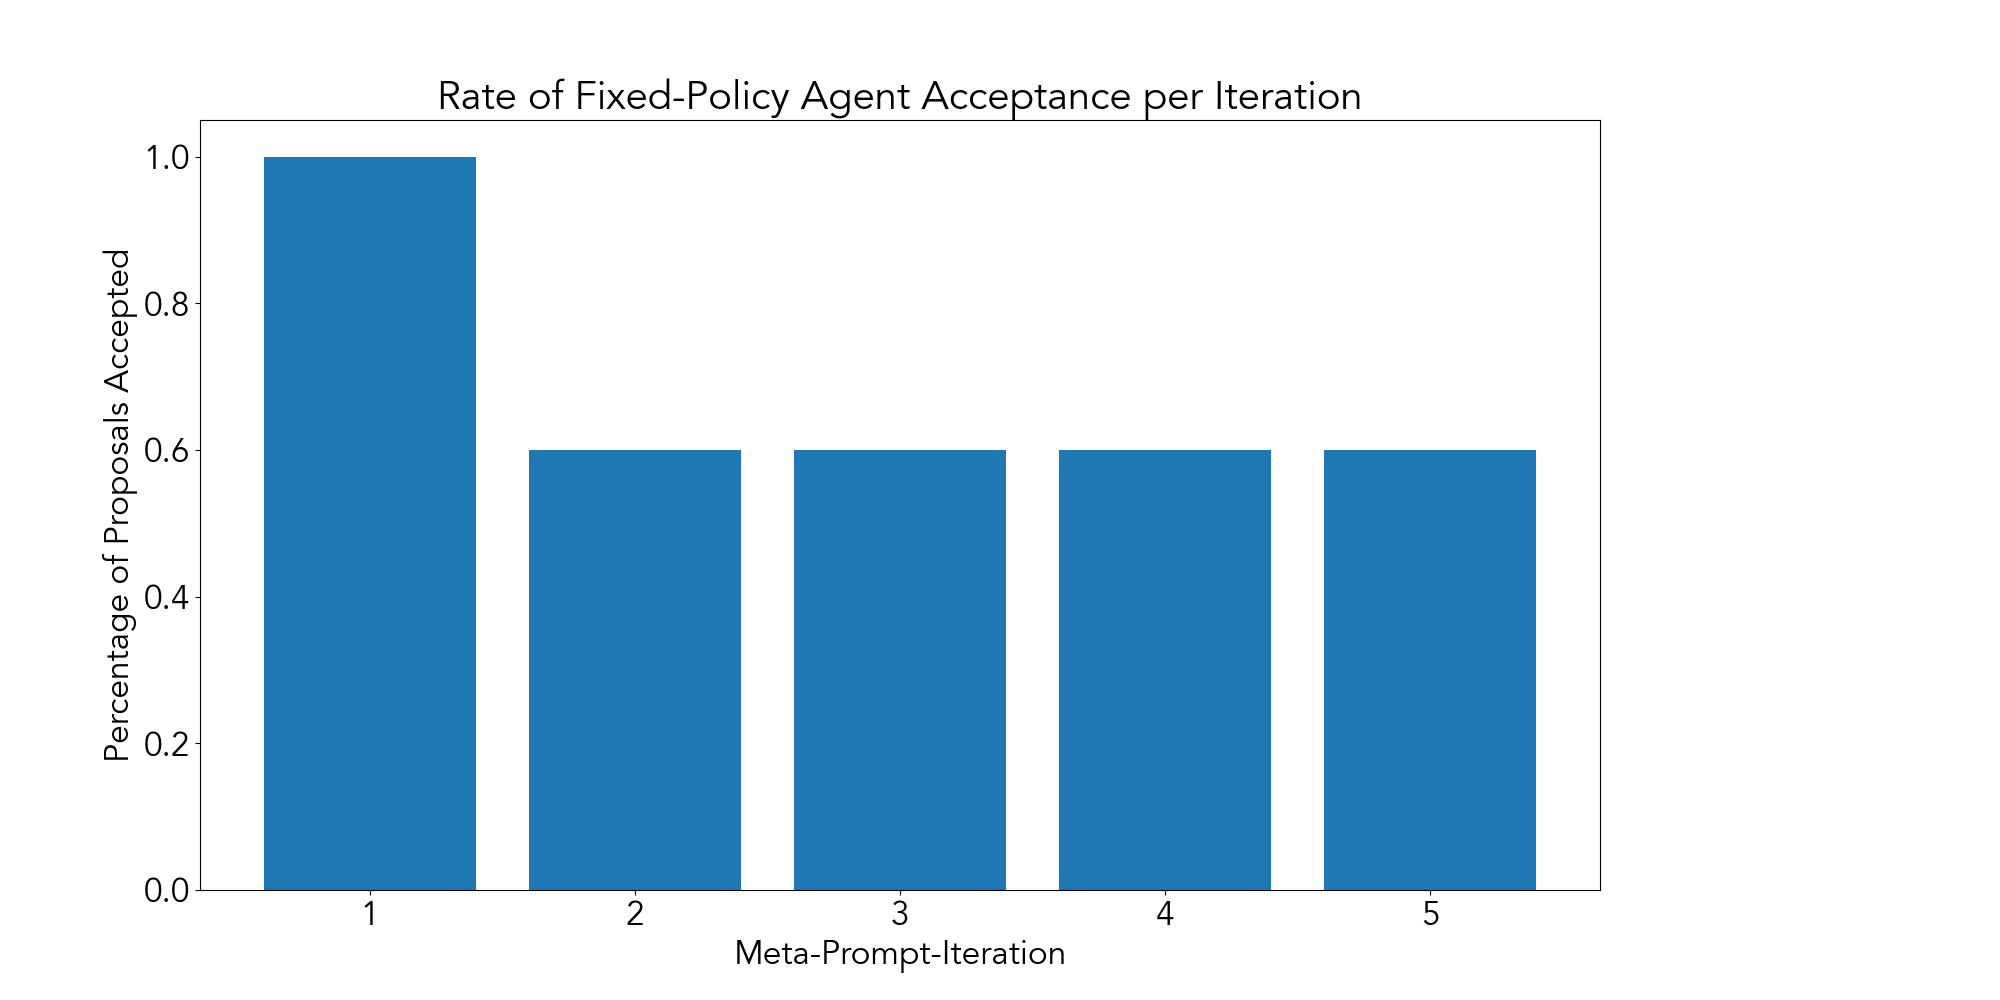 Rate of Fixed-Policy Agent Acceptance per Iteration
Percentage of Proposals Accepted
1.0
0.8
0.6
0.4
0.2
0.0
1 2 3 4 5
Meta-Prompt-Iteration